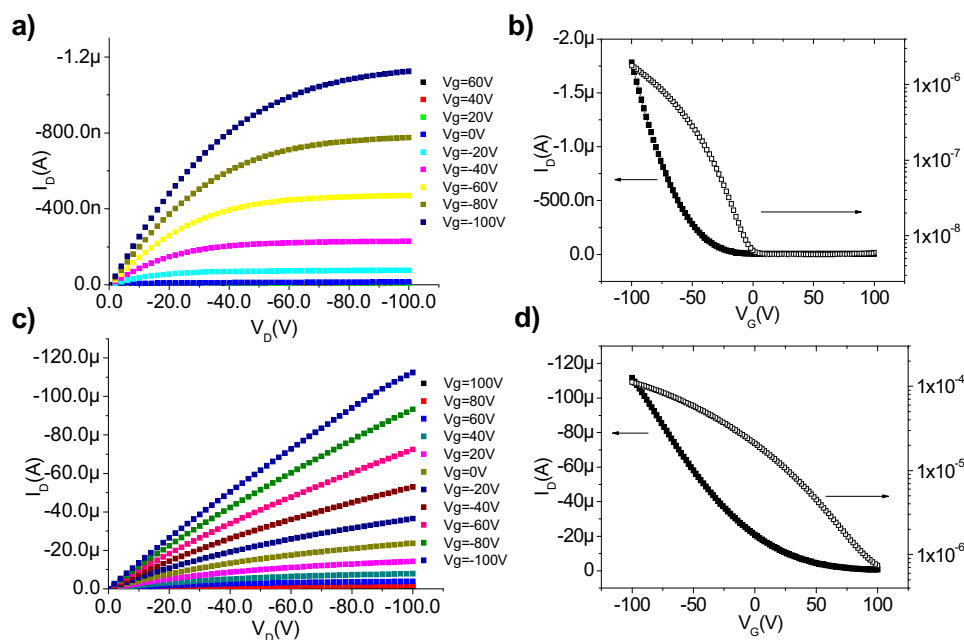 a)
I_D(A)
-1.2µ
-800.0n
-400.0n
0.0
0.0 -20.0 -40.0 -60.0 -80.0 -100.0
V_D(V)
Vg=60V
Vg=40V
Vg=20V
Vg=0V
Vg=-20V
Vg=-40V
Vg=-60V
Vg=-80V
Vg=-100V
b)
I_D(A)
-2.0µ
-1.5µ
-1.0µ
-500.0n
0.0
-100 -50 0 50 100
V_G(V)
1x10⁻⁶
1x10⁻⁷
1x10⁻⁸
c)
I_D(A)
-120.0µ
-100.0µ
-80.0µ
-60.0µ
-40.0µ
-20.0µ
0.0
0.0 -20.0 -40.0 -60.0 -80.0 -100.0
V_D(V)
Vg=100V
Vg=80V
Vg=60V
Vg=40V
Vg=20V
Vg=0V
Vg=-20V
Vg=-40V
Vg=-60V
Vg=-80V
Vg=-100V
d)
I_D(A)
-120µ
-100µ
-80µ
-60µ
-40µ
-20µ
0
-100 -50 0 50 100
V_G(V)
1x10⁻⁴
1x10⁻⁵
1x10⁻⁶